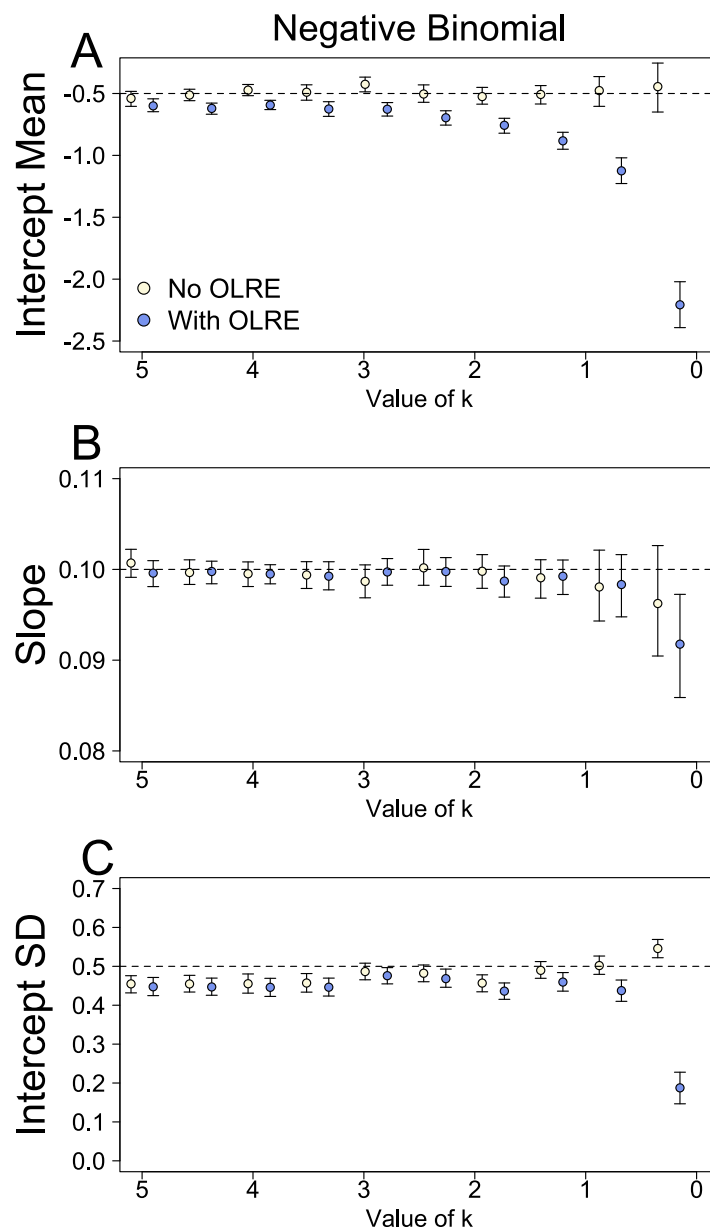 Negative Binomial
A
Intercept Mean
-0.5
-1.0
-1.5
-2.0
-2.5
No OLRE
With OLRE
5 4 3 2 1 0
Value of k
B
Slope
0.11
0.10
0.09
0.08
5 4 3 2 1 0
Value of k
C
Intercept SD
0.7
0.6
0.5
0.4
0.3
0.2
0.1
0.0
5 4 3 2 1 0
Value of k